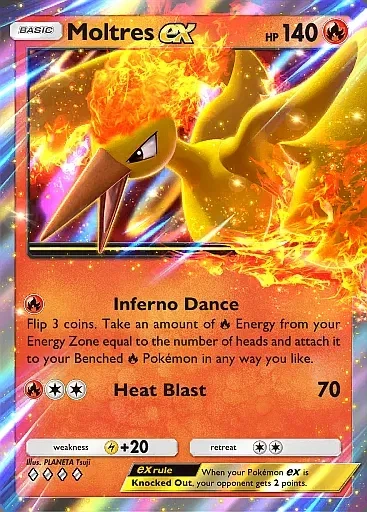 BASIC Moltres ex HP 140
Inferno Dance
Flip 3 coins. Take an amount of Energy from your
Energy Zone equal to the number of heads and attach it
to your Benched Pokémon in any way you like.
Heat Blast 70
weakness +20 retreat
Illus. PLANETA Tsuji
ex rule When your Pokémon ex is
Knocked Out, your opponent gets 2 points.